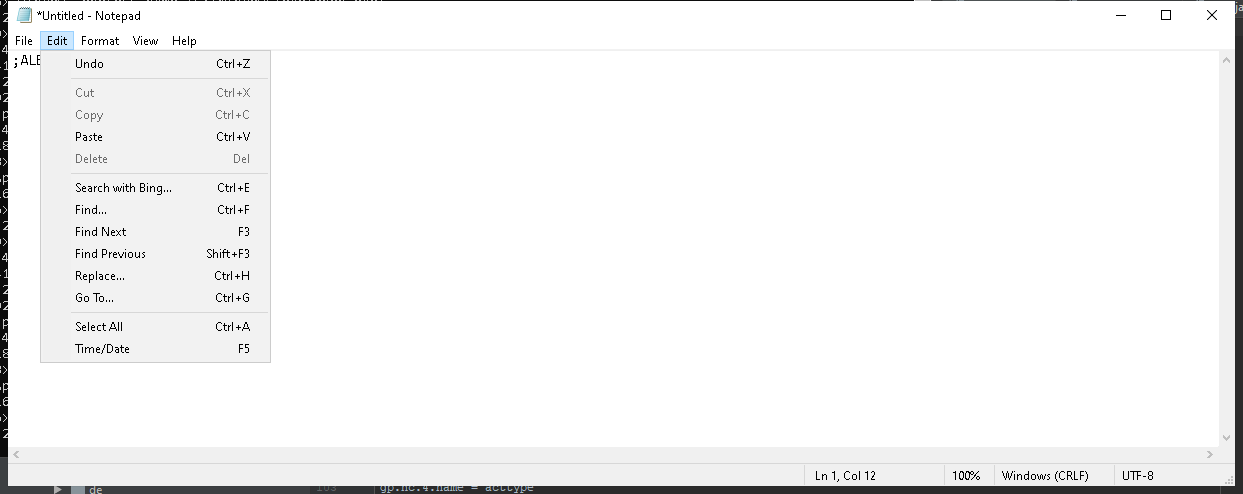 *Untitled - Notepad
File Edit Format View Help
;ALE
Undo Ctrl+Z
Cut Ctrl+X
Copy Ctrl+C
Paste Ctrl+V
Delete Del
Search with Bing... Ctrl+E
Find... Ctrl+F
Find Next F3
Find Previous Shift+F3
Replace... Ctrl+H
Go To... Ctrl+G
Select All Ctrl+A
Time/Date F5
Ln 1, Col 12 100% Windows (CRLF) UTF-8
de gp.nc.4.name = acctype